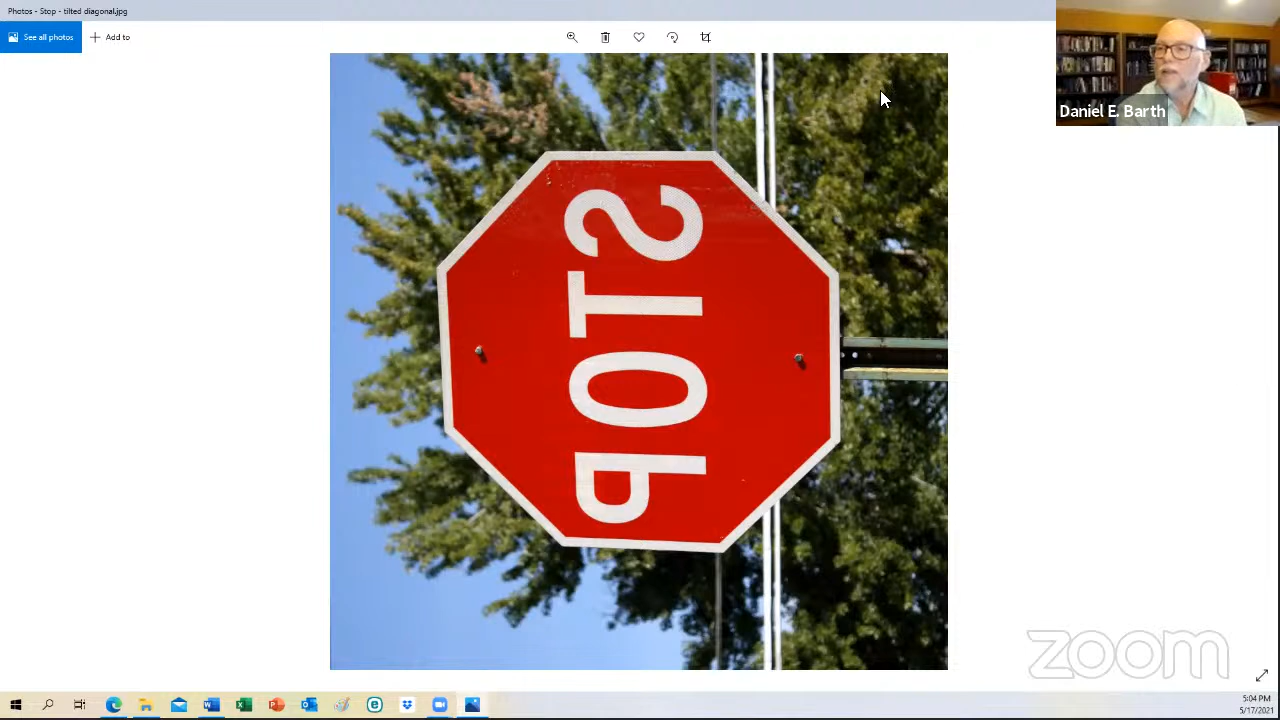 Photos - Stop - tilted diagonal.jpg
See all photos
Add to
Daniel E. Barth
STOP
zoom
5:04 PM
5/17/2021